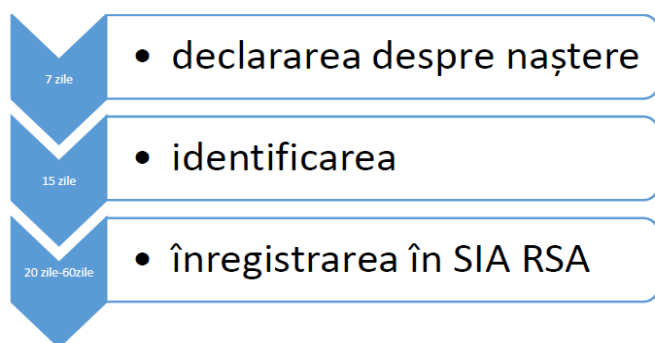 7 zile
• declararea despre naștere
15 zile
• identificarea
20 zile-60zile
• înregistrarea în SIA RSA